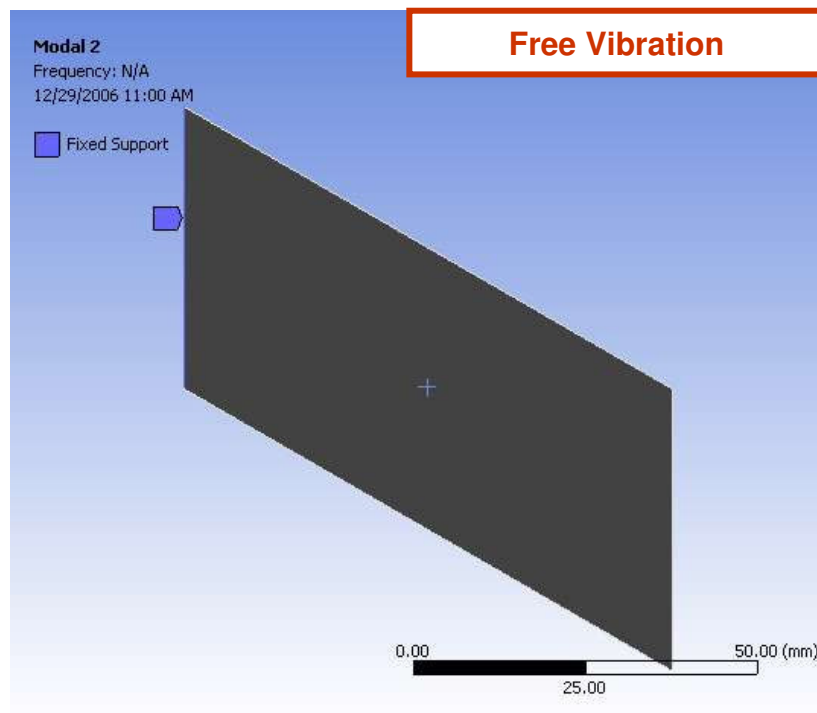 Free Vibration
Modal 2
Frequency: N/A
12/29/2006 11:00 AM
Fixed Support
0.00
50.00 (mm)
25.00